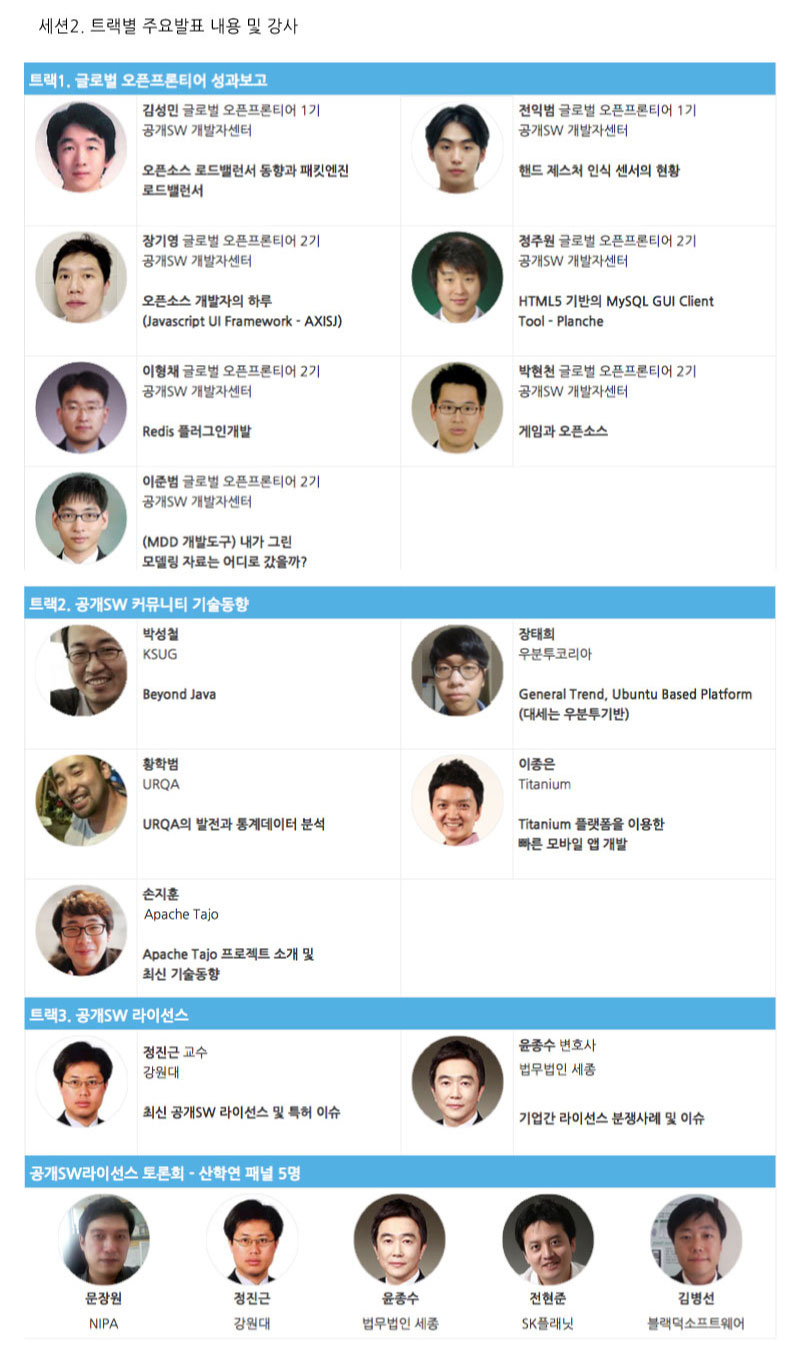 세션2. 트랙별 주요발표 내용 및 강사
트랙1. 글로벌 오픈프론티어 성과보고
김성민 글로벌 오픈프론티어 1기
공개SW 개발자센터
오픈소스 로드밸런서 동향과 패킷엔진
로드밸런서
전익범 글로벌 오픈프론티어 1기
공개SW 개발자센터
핸드 제스처 인식 센서의 현황
장기영 글로벌 오픈프론티어 2기
공개SW 개발자센터
오픈소스 개발자의 하루
(Javascript UI Framework - AXISJ)
정주원 글로벌 오픈프론티어 2기
공개SW 개발자센터
HTML5 기반의 MySQL GUI Client
Tool - Planche
이형채 글로벌 오픈프론티어 2기
공개SW 개발자센터
Redis 플러그인개발
박현천 글로벌 오픈프론티어 2기
공개SW 개발자센터
게임과 오픈소스
이준범 글로벌 오픈프론티어 2기
공개SW 개발자센터
(MDD 개발도구) 내가 그린
모델링 자료는 어디로 갔을까?
트랙2. 공개SW 커뮤니티 기술동향
박성철
KSUG
Beyond Java
장태희
우분투코리아
General Trend, Ubuntu Based Platform
(대세는 우분투기반)
황학범
URQA
URQA의 발전과 통계데이터 분석
이종은
Titanium
Titanium 플랫폼을 이용한
빠른 모바일 앱 개발
손지훈
Apache Tajo
Apache Tajo 프로젝트 소개 및
최신 기술동향
트랙3. 공개SW 라이선스
정진근 교수
강원대
최신 공개SW 라이선스 및 특허 이슈
윤종수 변호사
법무법인 세종
기업간 라이선스 분쟁사례 및 이슈
공개SW라이선스 토론회 - 산학연 패널 5명
문장원
NIPA
정진근
강원대
윤종수
법무법인 세종
전현준
SK플래닛
김병선
블랙덕소프트웨어